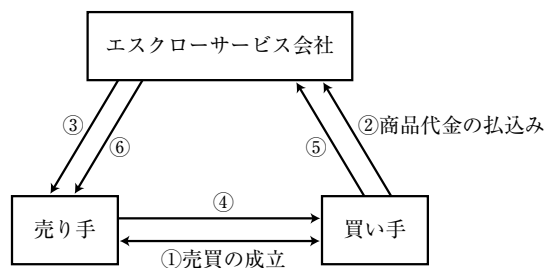 エスクローサービス会社
③
⑥
⑤
②商品代金の払込み
④
売り手
買い手
①売買の成立